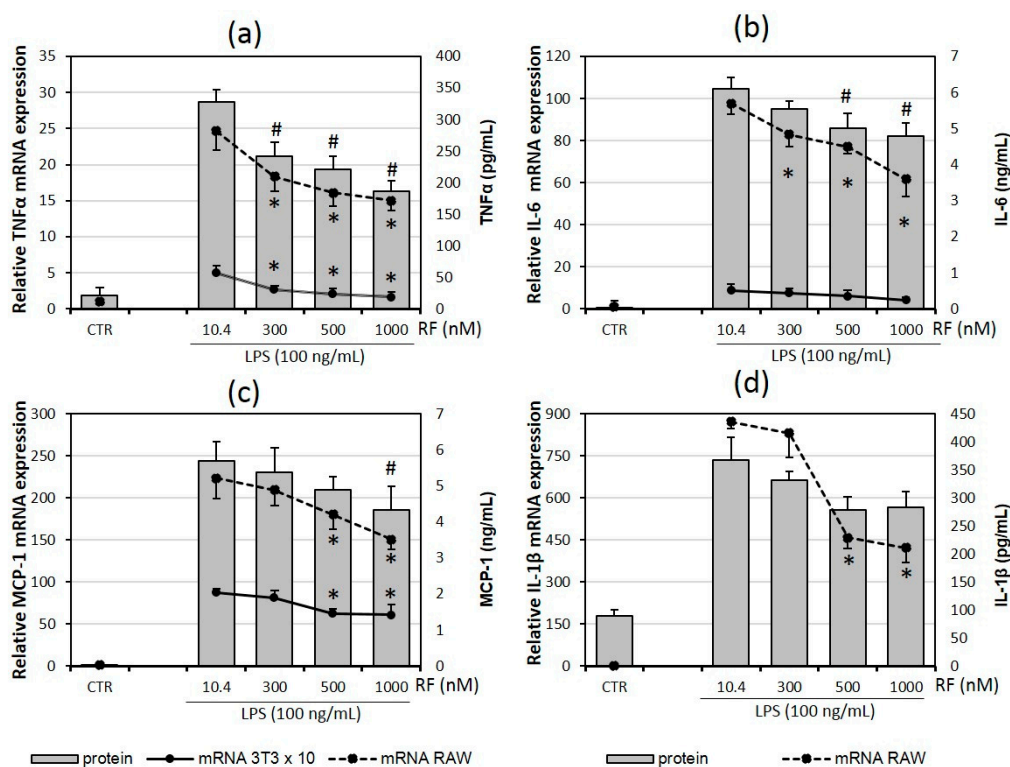 (a)
Relative TNFα mRNA expression
35
30
25
20
15
10
5
0
400
350
300
250
200
150
100
50
0
TNFα (pg/mL)
# # #
* * *
* * *
CTR 10.4 300 500 1000 RF (nM)
LPS (100 ng/mL)
(b)
Relative IL-6 mRNA expression
120
100
80
60
40
20
0
7
6
5
4
3
2
1
0
IL-6 (ng/mL)
# #
* * *
CTR 10.4 300 500 1000 RF (nM)
LPS (100 ng/mL)
(c)
Relative MCP-1 mRNA expression
300
250
200
150
100
50
0
7
6
5
4
3
2
1
0
MCP-1 (ng/mL)
#
* *
* *
CTR 10.4 300 500 1000 RF (nM)
LPS (100 ng/mL)
(d)
Relative IL-1β mRNA expression
900
750
600
450
300
150
0
450
400
350
300
250
200
150
100
50
0
IL-1β (pg/mL)
* *
CTR 10.4 300 500 1000 RF (nM)
LPS (100 ng/mL)
protein mRNA 3T3 x 10 mRNA RAW
protein mRNA RAW